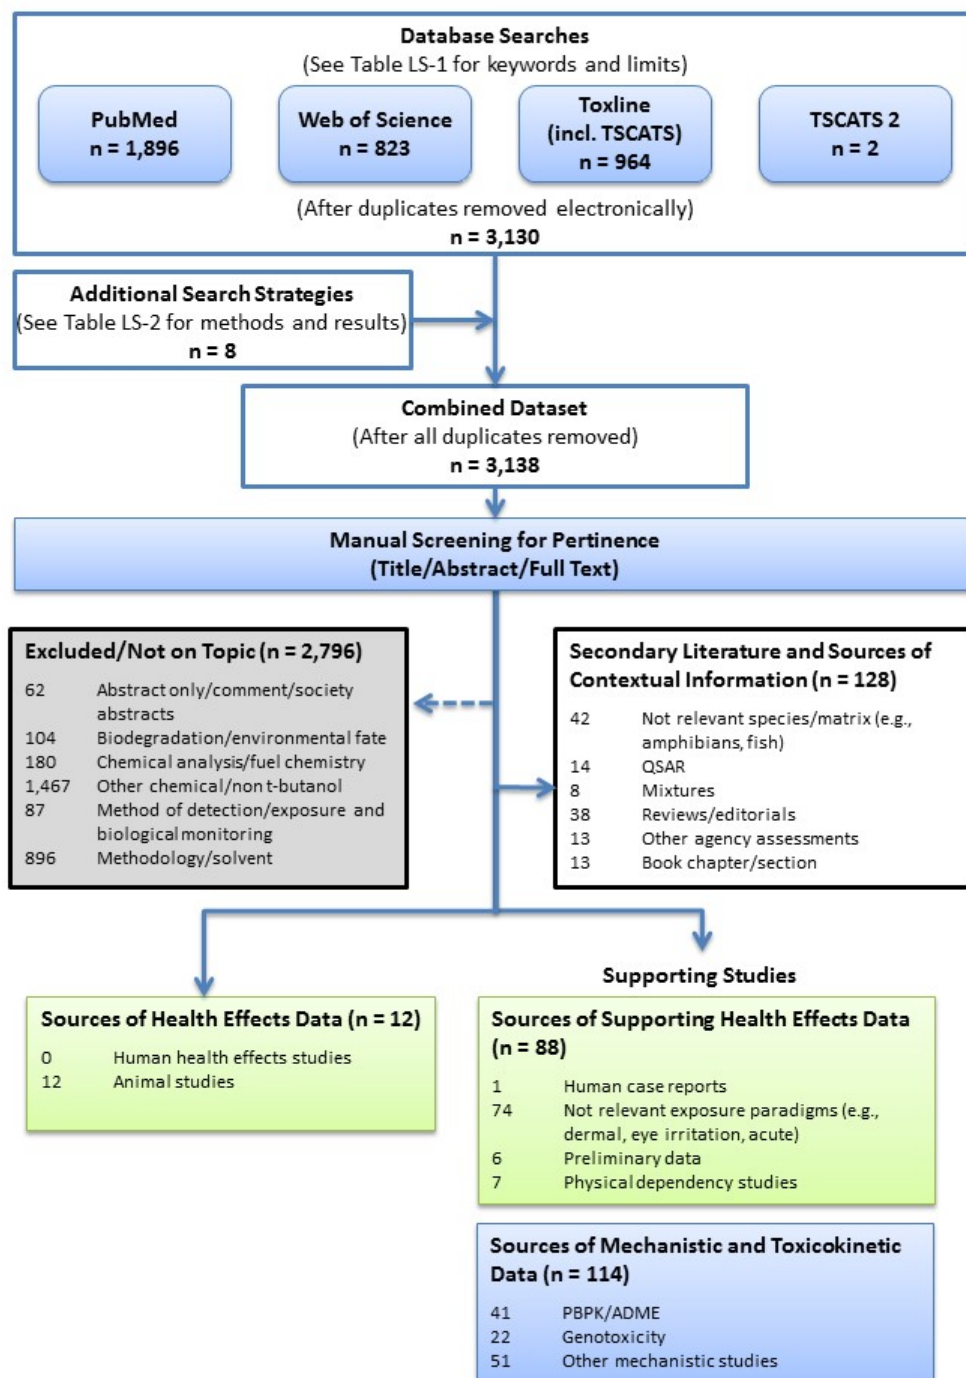 Database Searches
(See Table LS-1 for keywords and limits)
PubMed
n = 1,896
Web of Science
n = 823
Toxline
(incl. TSCATS)
n = 964
TSCATS 2
n = 2
(After duplicates removed electronically)
n = 3,130
Additional Search Strategies
(See Table LS-2 for methods and results)
n = 8
Combined Dataset
(After all duplicates removed)
n = 3,138
Manual Screening for Pertinence
(Title/Abstract/Full Text)
Excluded/Not on Topic (n = 2,796)
62 Abstract only/comment/society
abstracts
104 Biodegradation/environmental fate
180 Chemical analysis/fuel chemistry
1,467 Other chemical/non t-butanol
87 Method of detection/exposure and
biological monitoring
896 Methodology/solvent
Secondary Literature and Sources of
Contextual Information (n = 128)
42 Not relevant species/matrix (e.g.,
amphibians, fish)
14 QSAR
8 Mixtures
38 Reviews/editorials
13 Other agency assessments
13 Book chapter/section
Sources of Health Effects Data (n = 12)
0 Human health effects studies
12 Animal studies
Supporting Studies
Sources of Supporting Health Effects Data
(n = 88)
1 Human case reports
74 Not relevant exposure paradigms (e.g.,
dermal, eye irritation, acute)
6 Preliminary data
7 Physical dependency studies
Sources of Mechanistic and Toxicokinetic
Data (n = 114)
41 PBPK/ADME
22 Genotoxicity
51 Other mechanistic studies